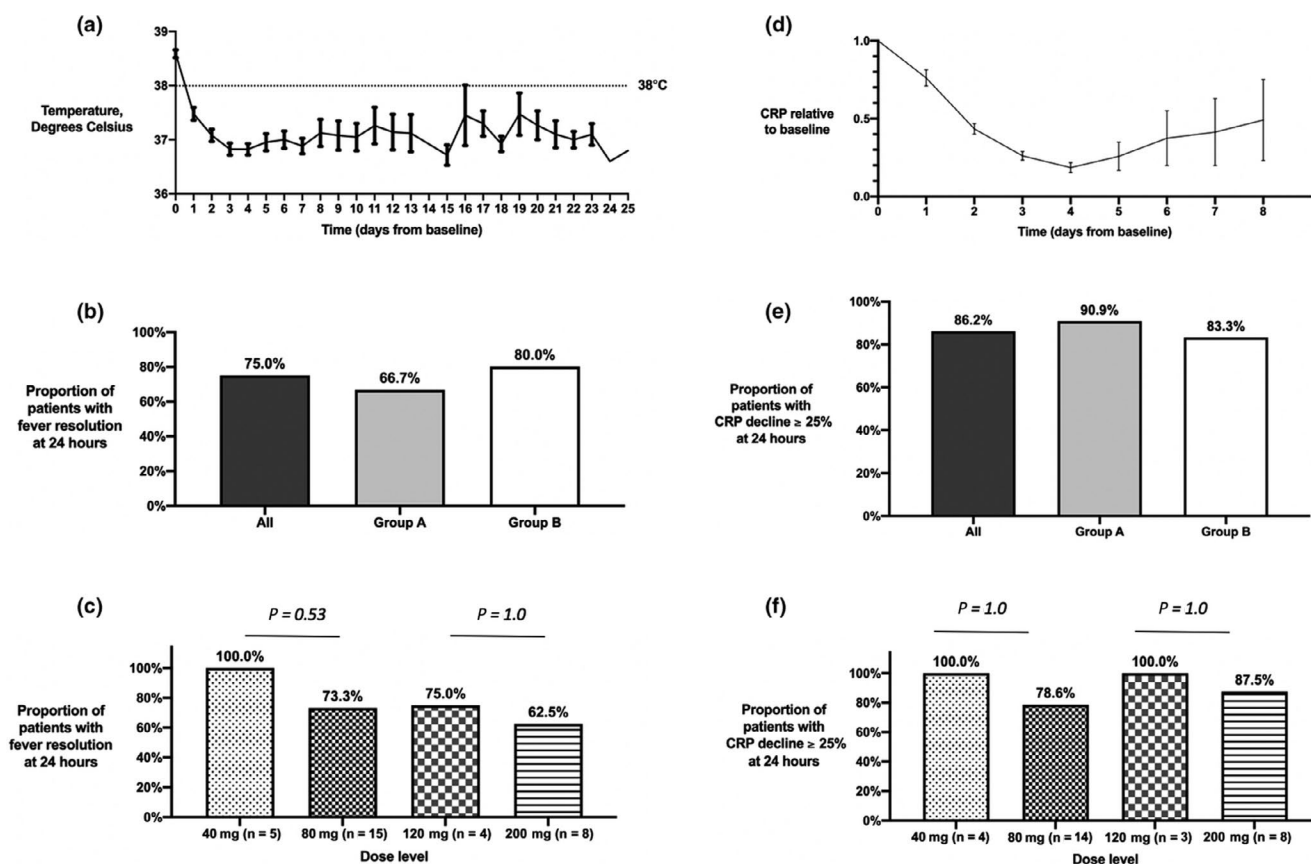 (a)
39
38
37
36
38°C
Temperature,
Degrees Celsius
0 1 2 3 4 5 6 7 8 9 10 11 12 13 14 15 16 17 18 19 20 21 22 23 24 25
Time (days from baseline)
(b)
100%
80%
60%
40%
20%
0%
Proportion of
patients with
fever resolution
at 24 hours
75.0%
66.7%
80.0%
All Group A Group B
(c)
P = 0.53
P = 1.0
100%
80%
60%
40%
20%
0%
Proportion of
patients with
fever resolution
at 24 hours
100.0%
73.3%
75.0%
62.5%
40 mg (n = 5) 80 mg (n = 15) 120 mg (n = 4) 200 mg (n = 8)
Dose level
(d)
1.0
0.5
0.0
CRP relative
to baseline
0 1 2 3 4 5 6 7 8
Time (days from baseline)
(e)
100%
80%
60%
40%
20%
0%
Proportion of
patients with
CRP decline ≥ 25%
at 24 hours
86.2%
90.9%
83.3%
All Group A Group B
(f)
P = 1.0
P = 1.0
100%
80%
60%
40%
20%
0%
Proportion of
patients with
CRP decline ≥ 25%
at 24 hours
100.0%
78.6%
100.0%
87.5%
40 mg (n = 4) 80 mg (n = 14) 120 mg (n = 3) 200 mg (n = 8)
Dose level